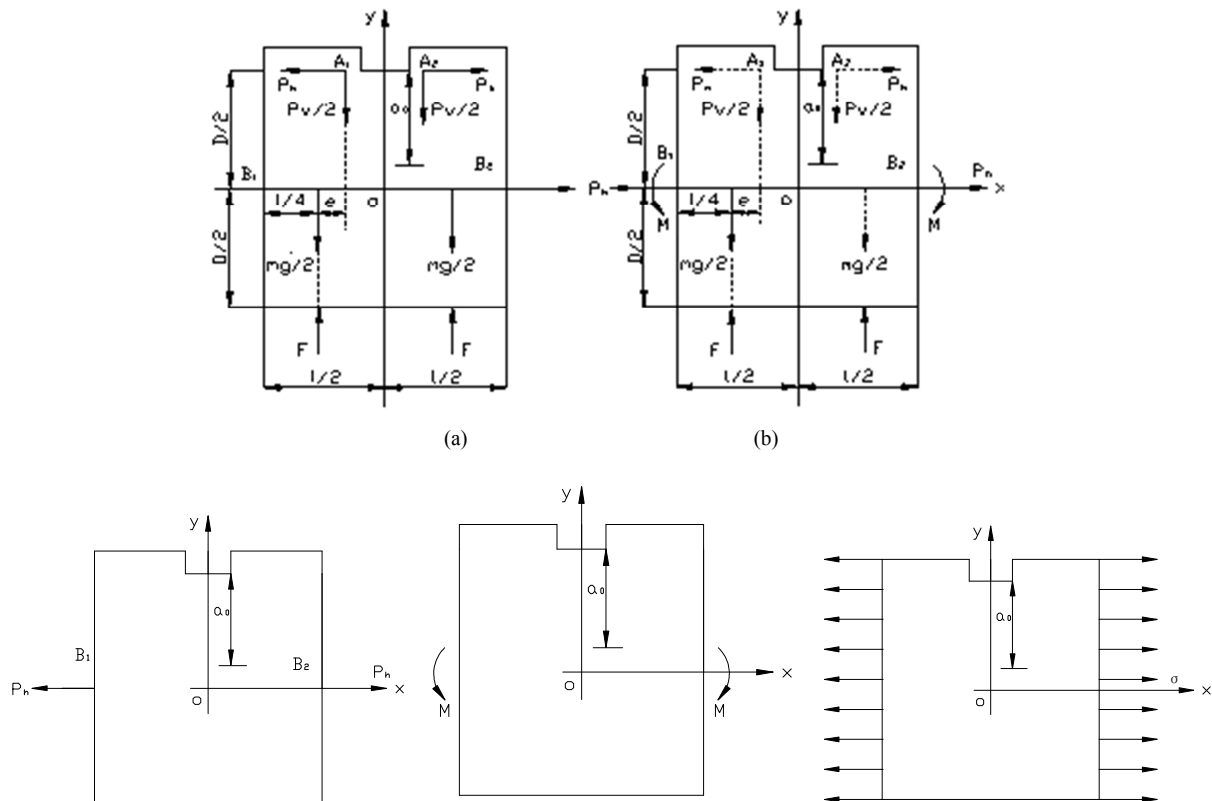 y
y
A₁ A₂
Pₕ Pₕ
Pv/2 a₀ Pv/2
D/2
B₁ B₂
l/4 e o
D/2
mg/2 mg/2
F F
l/2 l/2
A₂
Pₕ Pₕ
Pv/2 a₀ Pv/2
D/2
B₁ B₂
Pₕ Pₕ x
M M
l/4 e o
D/2
mg/2 mg/2
F F
l/2 l/2
(a) (b)
y
a₀
B₁ B₂
Pₕ Pₕ x
o
y
a₀
x
o
M M
y
a₀
σ
x
o